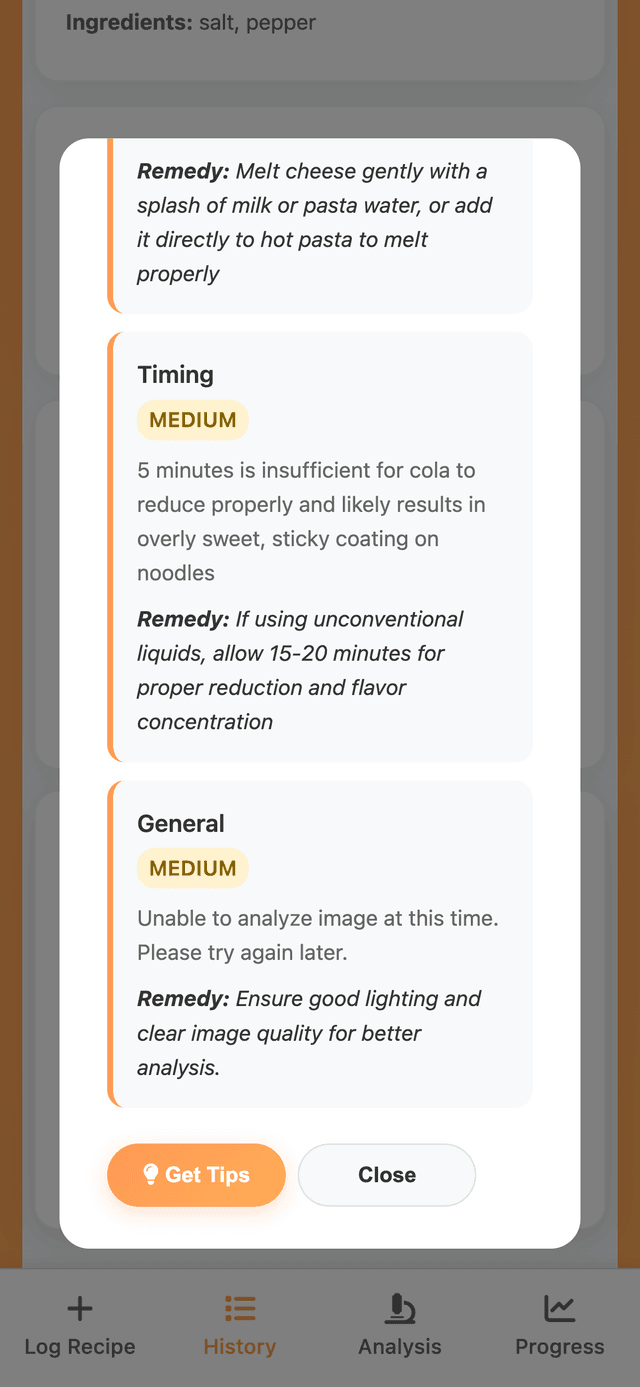 Ingredients: salt, pepper
Remedy: Melt cheese gently with a
splash of milk or pasta water, or add
it directly to hot pasta to melt
properly
Timing
MEDIUM
5 minutes is insufficient for cola to
reduce properly and likely results in
overly sweet, sticky coating on
noodles
Remedy: If using unconventional
liquids, allow 15-20 minutes for
proper reduction and flavor
concentration
General
MEDIUM
Unable to analyze image at this time.
Please try again later.
Remedy: Ensure good lighting and
clear image quality for better
analysis.
Get Tips
Close
Log Recipe
History
Analysis
Progress